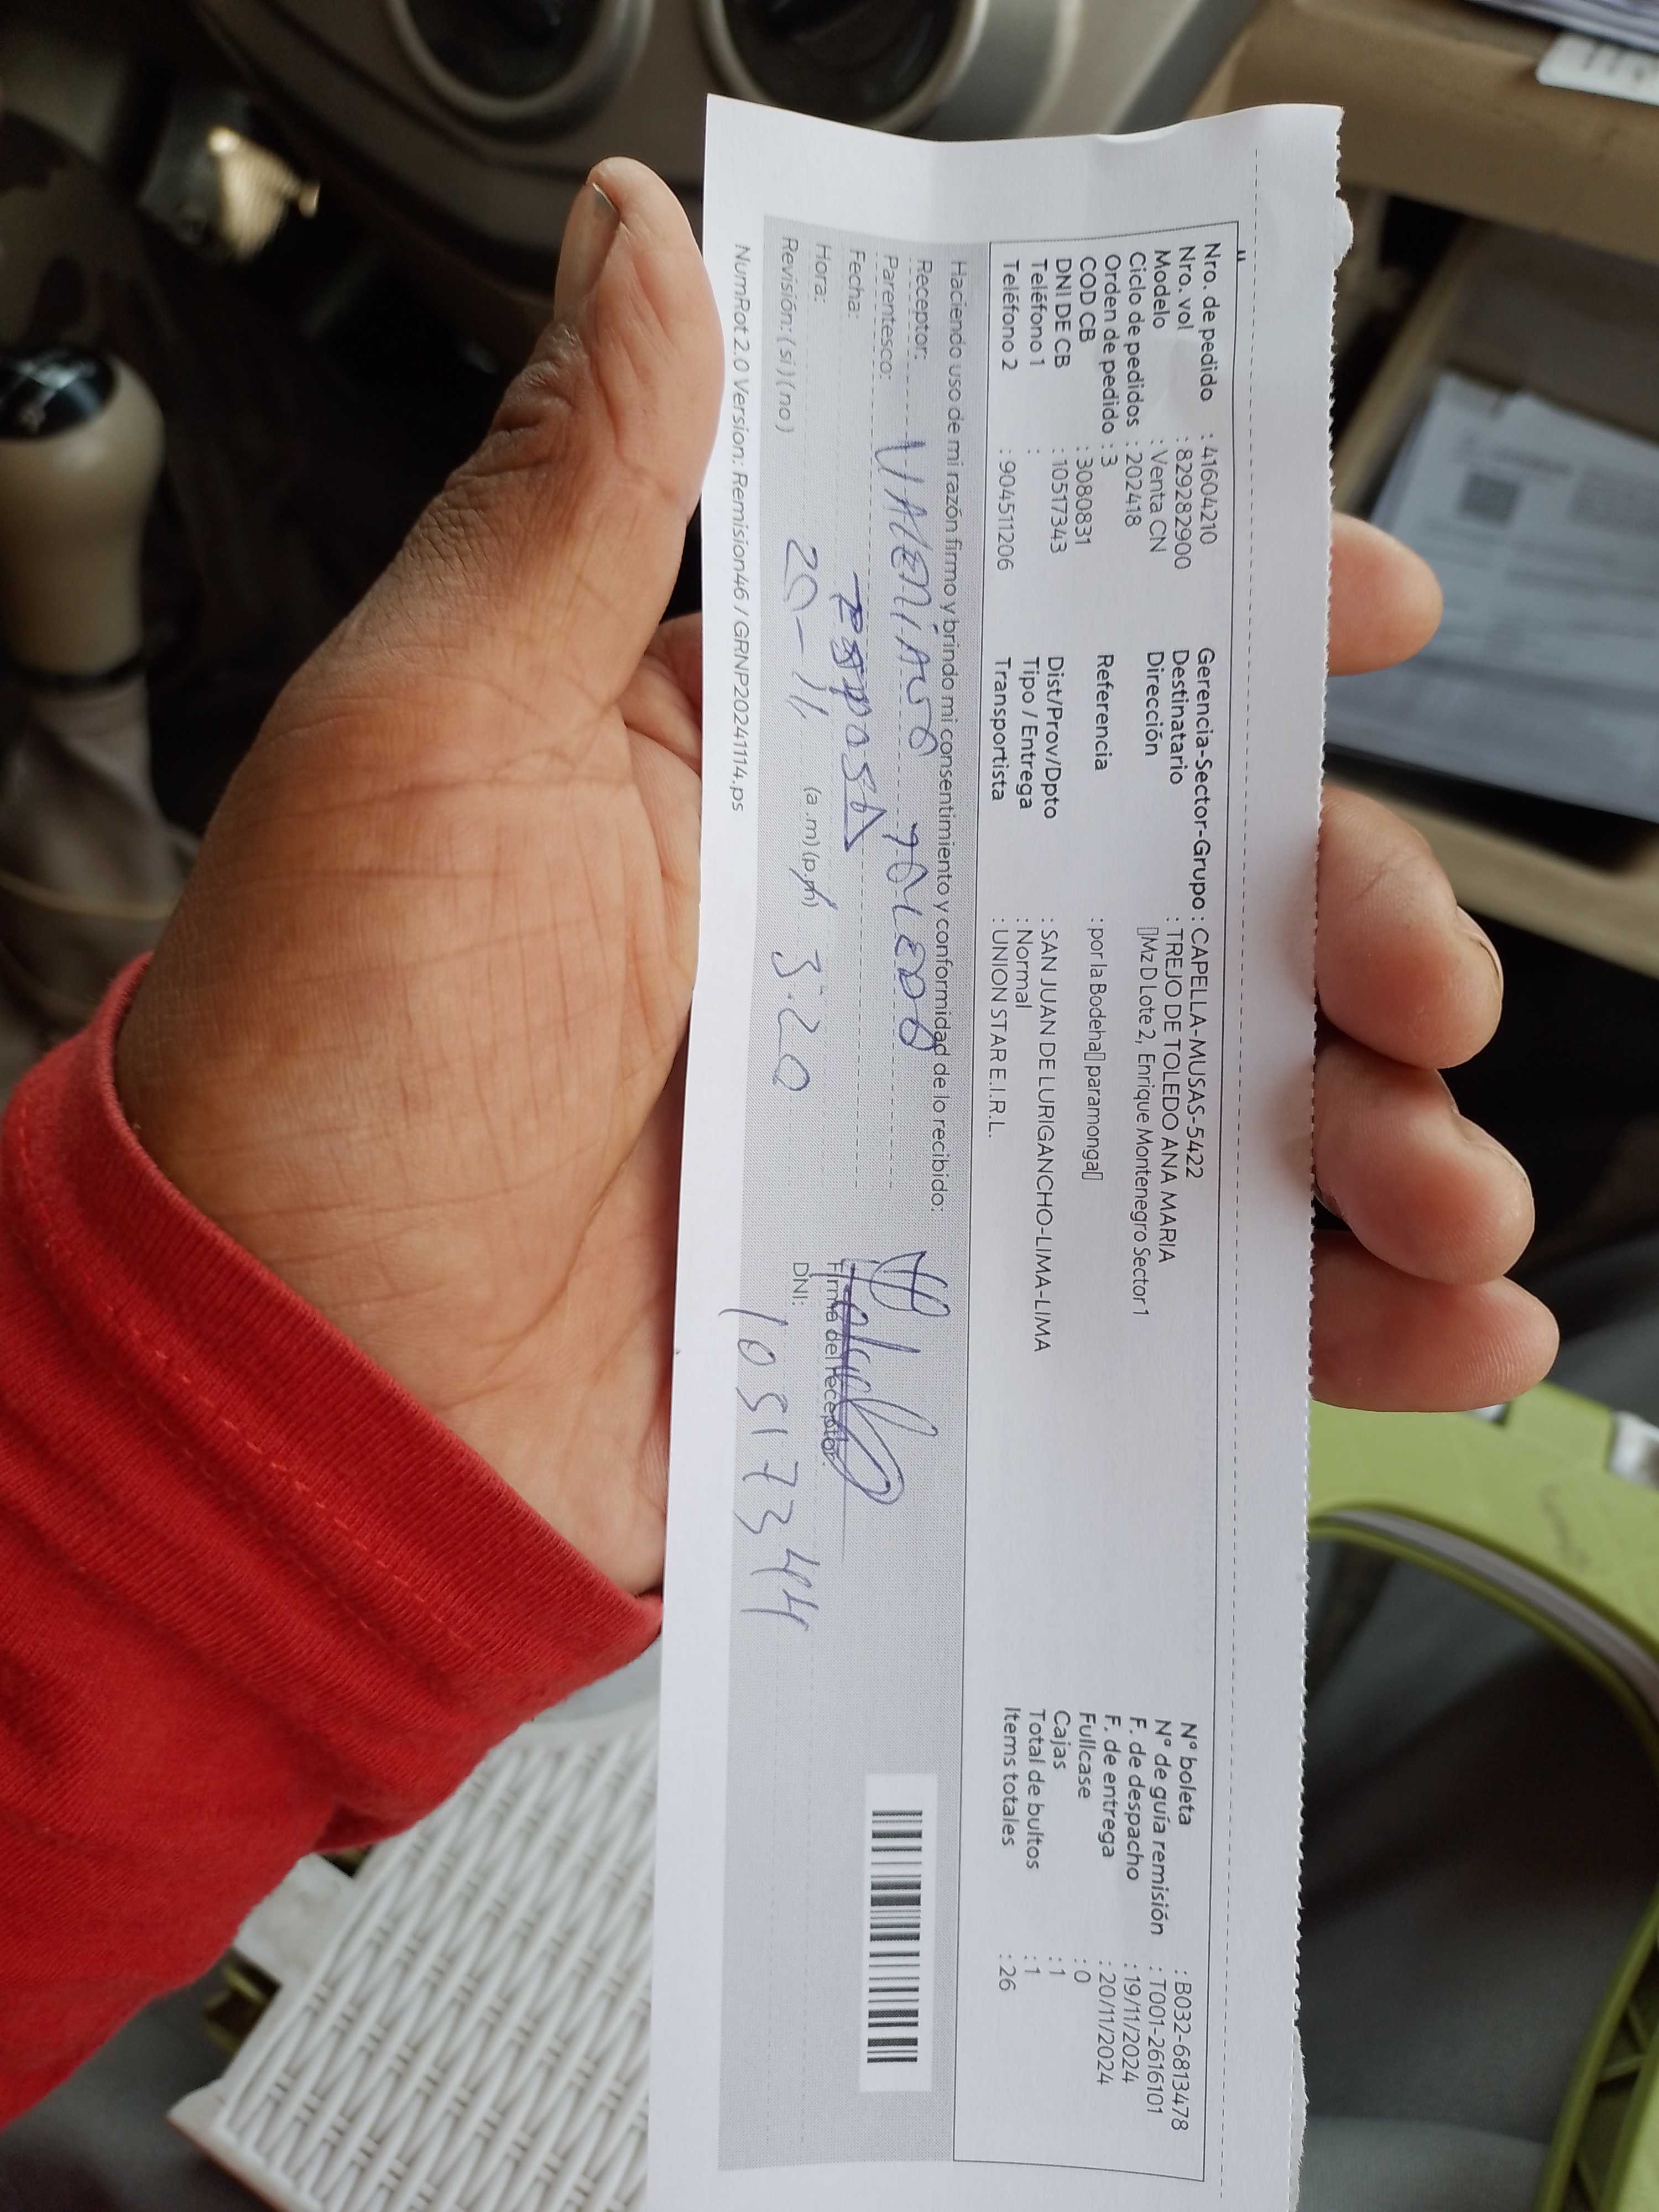 Nro. de pedido : 41604210
Nro. vol : 829282900
Modelo : Venta CN
Ciclo de pedidos : 202418
Orden de pedido : 3
COD CB : 3080831
DNI DE CB : 10517343
Teléfono 1 :
Teléfono 2 : 904511206
Gerencia-Sector-Grupo : CAPELLA-MUSAS-5422
Destinatario : TREJO DE TOLEDO ANA MARIA
Dirección ▯Mz D Lote 2, Enrique Montenegro Sector 1
Referencia : por la Bodeha▯ paramonga▯
Dist/Prov/Dpto : SAN JUAN DE LURIGANCHO-LIMA-LIMA
Tipo / Entrega : Normal
Transportista : UNION STAR E.I.R.L.
N° boleta : B032-6813478
N° de guía remisión : T001-2616101
F. de despacho : 19/11/2024
F. de entrega : 20/11/2024
Fullcase : 0
Cajas : 1
Total de bultos : 1
Items totales : 26
Haciendo uso de mi razón firmo y brindo mi consentimiento y conformidad de lo recibido:
Receptor: VALENIANO TOLEDO
Parentesco:
Fecha:
Hora: 20-11 (a.m)(p.m) 3:20
Revisión: (si)(no)
Firma del receptor.
DNI: 10517344
NumRot 2.0 Version: Remision46 / GRNP20241114.ps